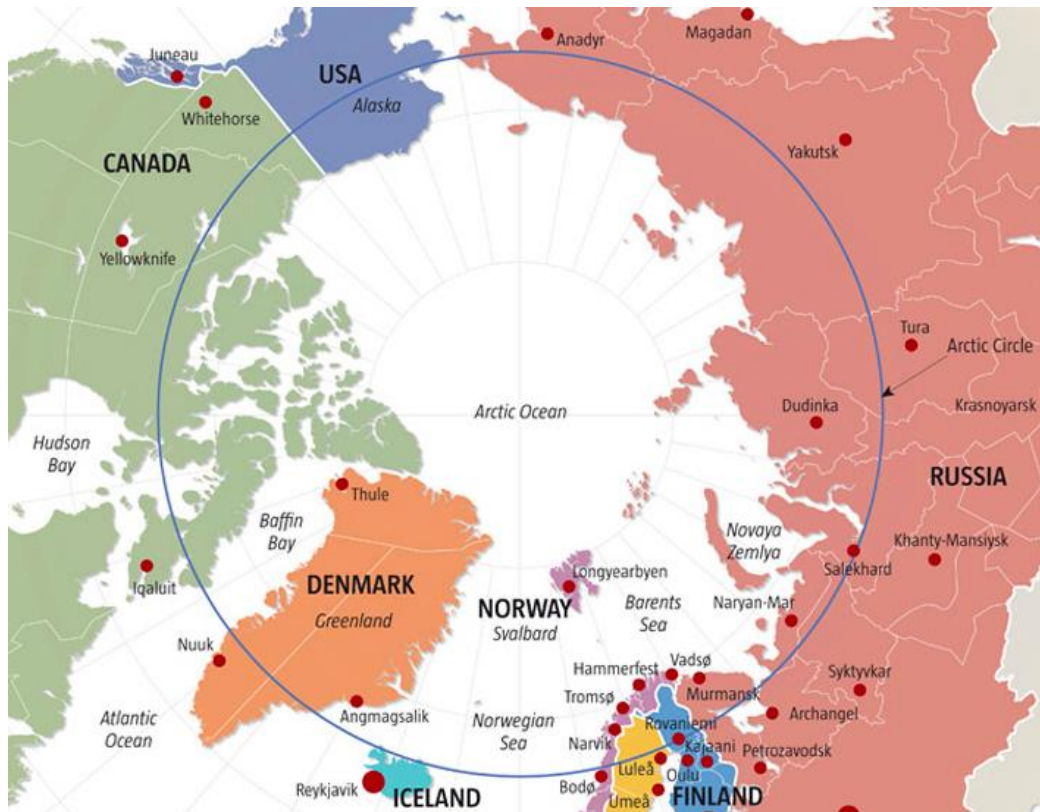 Juneau
USA
Alaska
Anadyr
Magadan
Whitehorse
CANADA
Yakutsk
Yellowknife
Tura
Arctic Circle
Arctic Ocean
Dudinka
Krasnoyarsk
Hudson
Bay
RUSSIA
Thule
Baffin
Bay
Novaya
Zemlya
Khanty-Mansiysk
Salekhard
Iqaluit
DENMARK
Greenland
Longyearbyen
NORWAY
Svalbard
Barents
Sea
Naryan-Mar
Nuuk
Hammerfest
Vadsø
Syktyvkar
Tromsø
Murmansk
Angmagsalik
Archangel
Atlantic
Ocean
Norwegian
Sea
Narvik
Rovaniemi
Kajaani
Petrozavodsk
Luleå
Oulu
Bodø
Reykjavik
ICELAND
Umeå
FINLAND